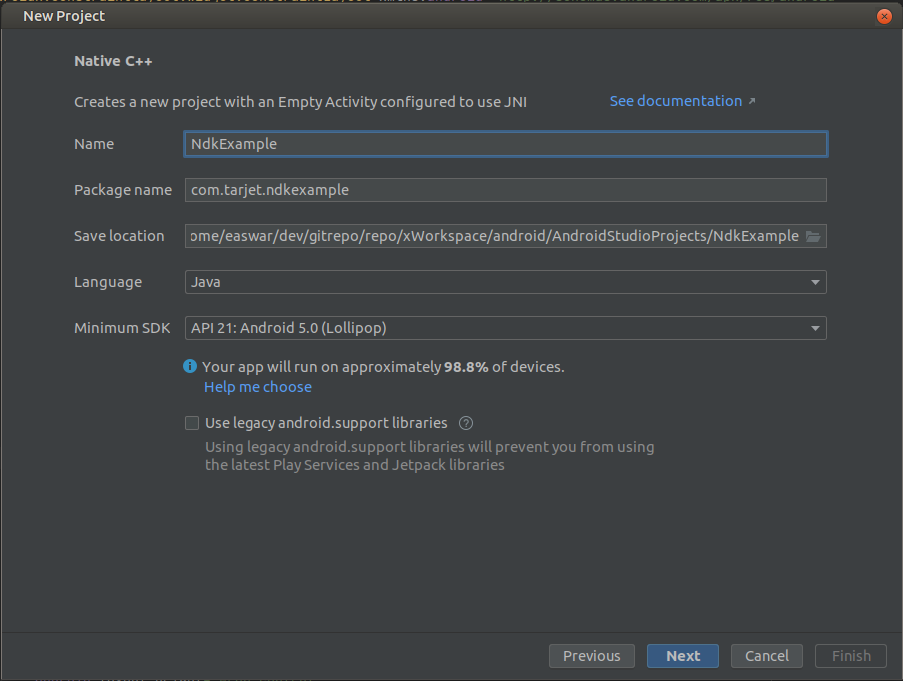 New Project
Native C++
Creates a new project with an Empty Activity configured to use JNI See documentation ↗
Name NdkExample
Package name com.tarjet.ndkexample
Save location ome/easwar/dev/gitrepo/repo/xWorkspace/android/AndroidStudioProjects/NdkExample
Language Java
Minimum SDK API 21: Android 5.0 (Lollipop)
Your app will run on approximately 98.8% of devices.
Help me choose
Use legacy android.support libraries ?
Using legacy android.support libraries will prevent you from using
the latest Play Services and Jetpack libraries
Previous Next Cancel Finish